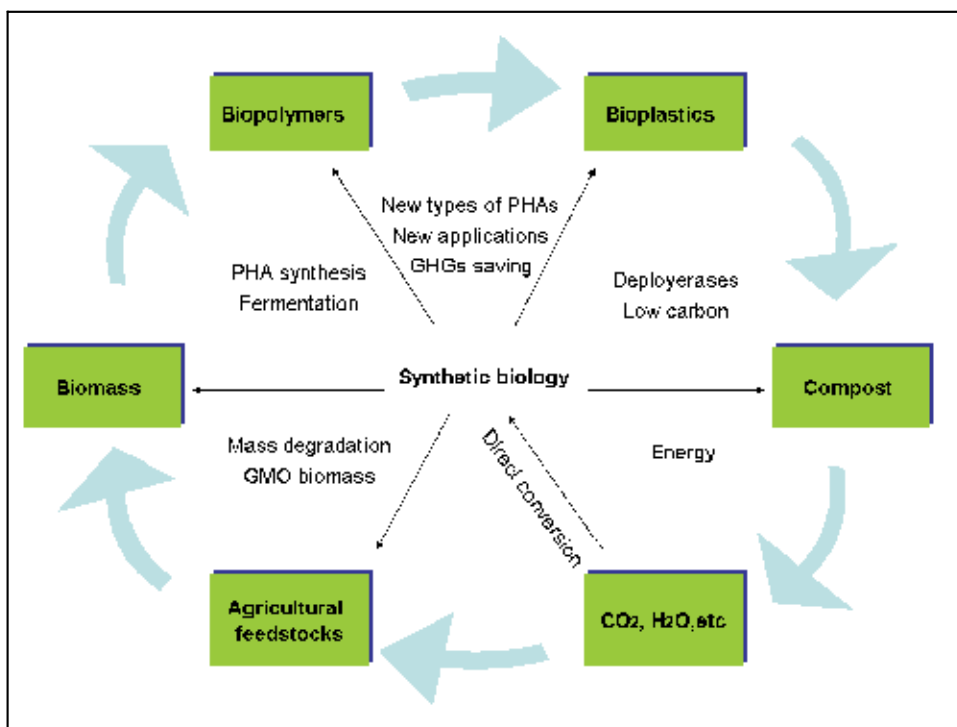 Biopolymers
Bioplastics
New types of PHAs
New applications
GHGs saving
PHA synthesis
Fermentation
Deployerases
Low carbon
Biomass
Synthetic biology
Compost
Mass degradation
GMO biomass
Direct conversion
Energy
Agricultural
feedstocks
CO₂, H₂O,etc